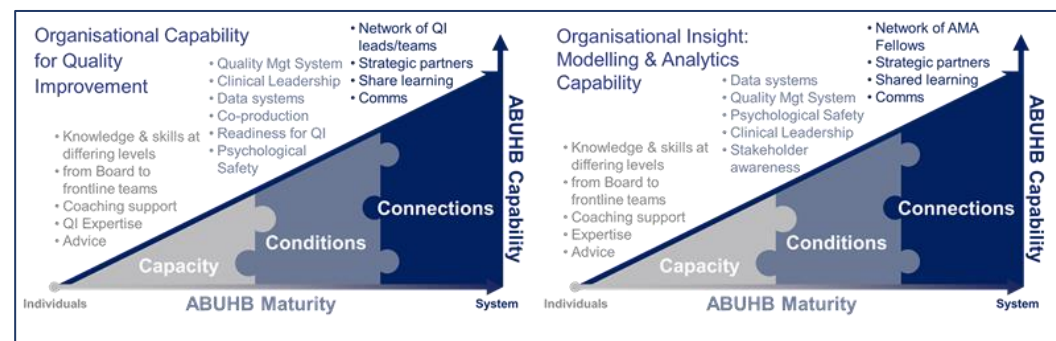 Organisational Capability
for Quality
Improvement
• Network of QI
leads/teams
• Strategic partners
• Share learning
• Comms
• Quality Mgt System
• Clinical Leadership
• Data systems
• Co-production
• Readiness for QI
• Psychological
Safety
• Knowledge & skills at
differing levels
• from Board to
frontline teams
• Coaching support
• QI Expertise
• Advice
Capacity
Conditions
Connections
ABUHB Capability
Individuals
ABUHB Maturity
System
Organisational Insight:
Modelling & Analytics
Capability
• Network of AMA
Fellows
• Strategic partners
• Shared learning
• Comms
• Data systems
• Quality Mgt System
• Psychological Safety
• Clinical Leadership
• Stakeholder
awareness
• Knowledge & skills at
differing levels
• from Board to
frontline teams
• Coaching support
• Expertise
• Advice
Capacity
Conditions
Connections
ABUHB Capability
Individuals
ABUHB Maturity
System